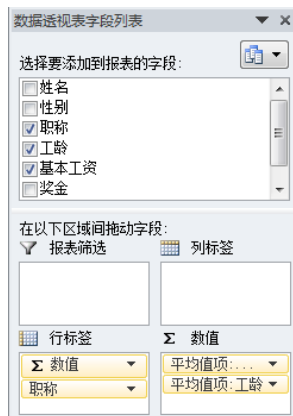 数据透视表字段列表
选择要添加到报表的字段:
姓名
性别
职称
工龄
基本工资
奖金
在以下区域间拖动字段:
报表筛选
列标签
行标签
Σ 数值
Σ 数值
平均值项:...
职称
平均值项:工龄